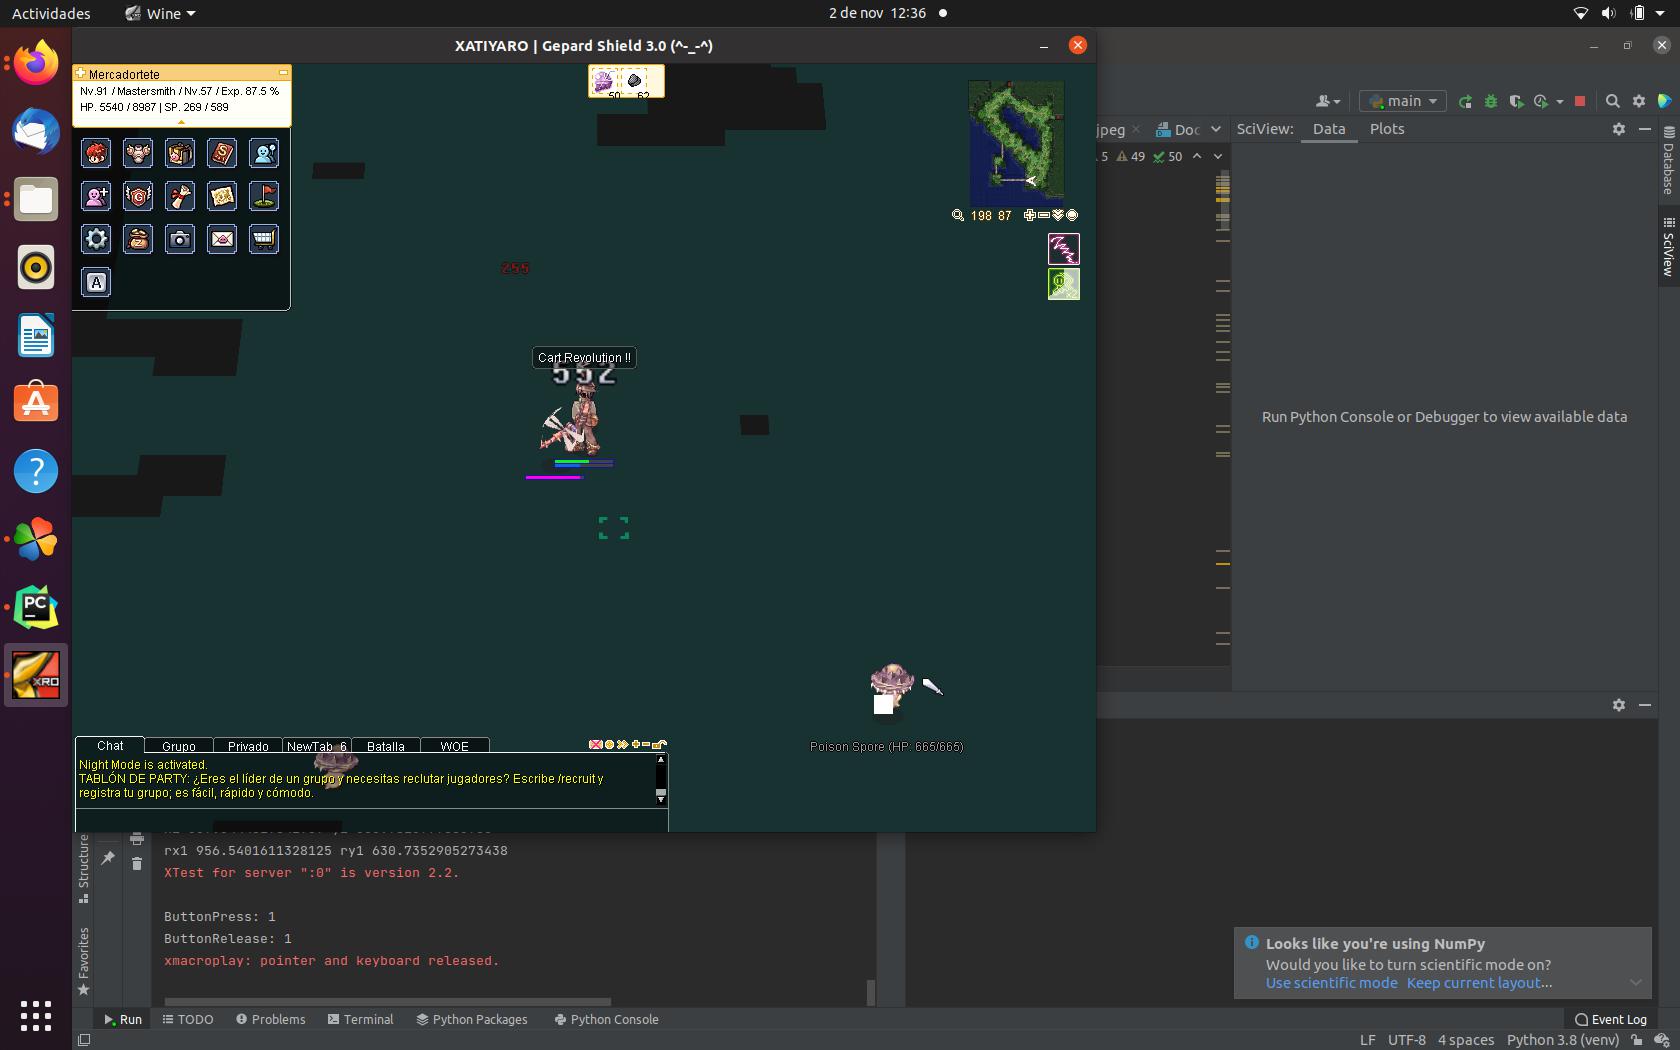 Actividades
Wine
2 de nov 12:36
XATIYARO | Gepard Shield 3.0 (^-_-^)
Mercadortete
Nv.91 / Mastersmith / Nv.57 / Exp. 87.5 %
HP. 5540 / 8987 | SP. 269 / 589
50 62
198 87
main
jpeg
Doc
SciView:
Data
Plots
5 49 50
Database
SciView
Run Python Console or Debugger to view available data
255
Cart Revolution !!
552
x2
A
G
S
Z
PC
XRO
Poison Spore (HP: 665/665)
Chat Grupo Privado NewTab_6 Batalla WOE
Night Mode is activated.
TABLÓN DE PARTY: ¿Eres el líder de un grupo y necesitas reclutar jugadores? Escribe /recruit y
registra tu grupo; es fácil, rápido y cómodo.
rx1 956.5401611328125 ry1 630.7352905273438
XTest for server ":0" is version 2.2.
ButtonPress: 1
ButtonRelease: 1
xmacroplay: pointer and keyboard released.
Structure
Favorites
Looks like you're using NumPy
Would you like to turn scientific mode on?
Use scientific mode Keep current layout...
Run TODO Problems Terminal Python Packages Python Console
Event Log
LF UTF-8 4 spaces Python 3.8 (venv)